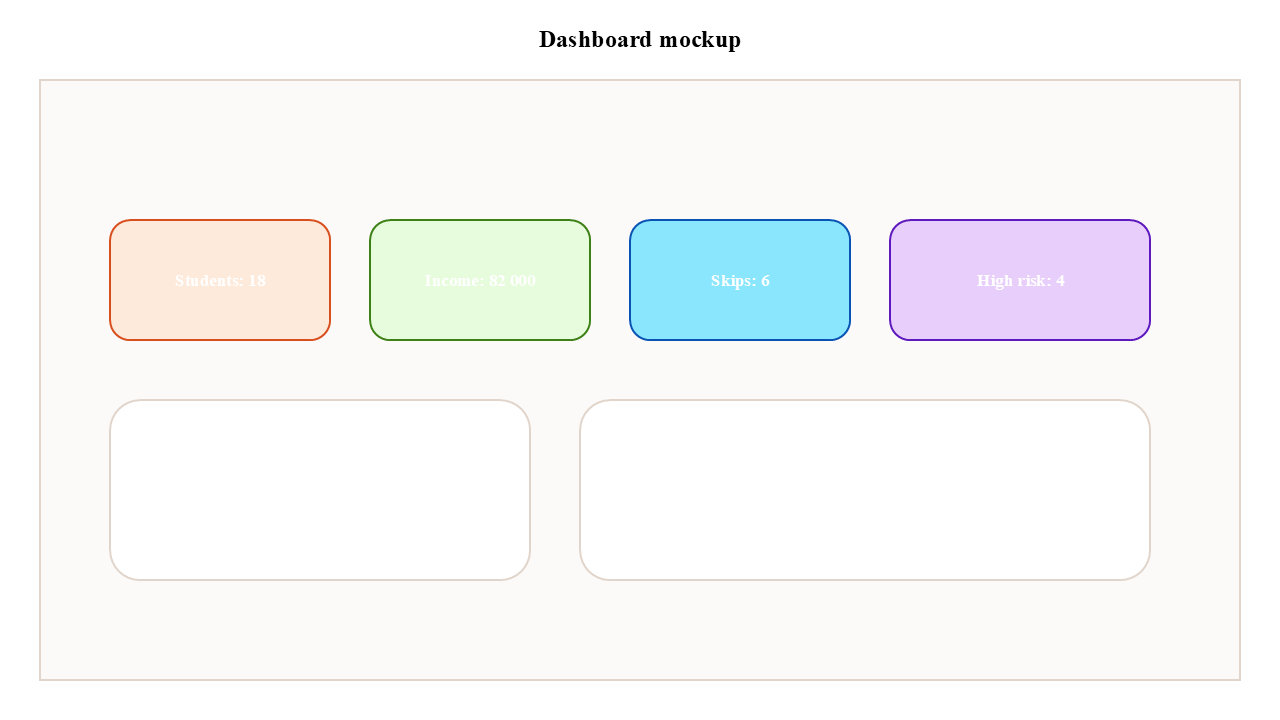 Dashboard mockup
Students: 18
Income: 82 000
Skips: 6
High risk: 4